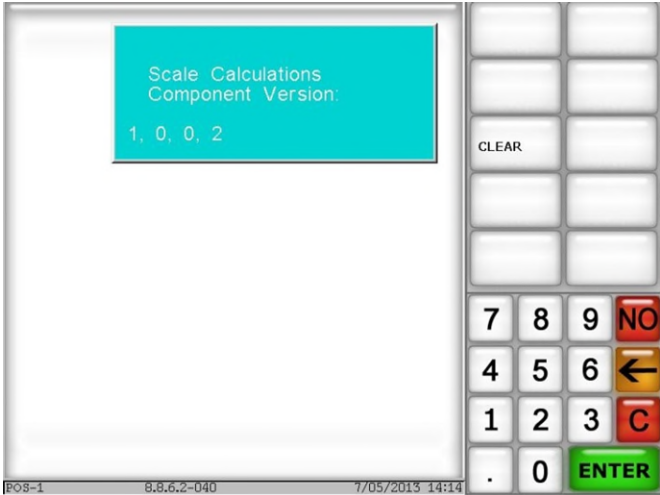 Scale Calculations
Component Version:
1, 0, 0, 2
CLEAR
7 8 9 NO
4 5 6 ←
1 2 3 C
. 0 ENTER
POS-1 8.8.6.2-040 7/05/2013 14:14